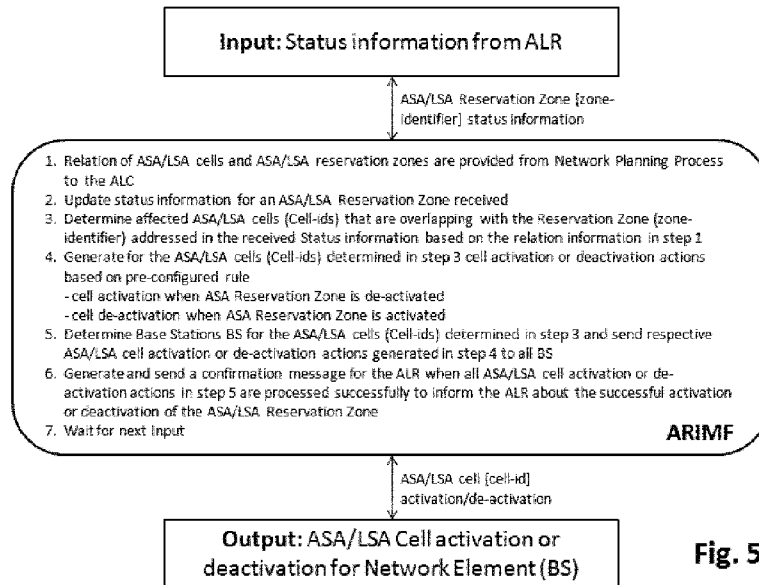 Input: Status information from ALR
ASA/LSA Reservation Zone [zone-
identifier] status information
1. Relation of ASA/LSA cells and ASA/LSA reservation zones are provided from Network Planning Process
to the ALC
2. Update status information for an ASA/LSA Reservation Zone received
3. Determine affected ASA/LSA cells (Cell-ids) that are overlapping with the Reservation Zone (zone-
identifier) addressed in the received Status information based on the relation information in step 1
4. Generate for the ASA/LSA cells (Cell-ids) determined in step 3 cell activation or deactivation actions
based on pre-configured rule
- cell activation when ASA Reservation Zone is de-activated
- cell de-activation when ASA Reservation Zone is activated
5. Determine Base Stations BS for the ASA/LSA cells (Cell-ids) determined in step 3 and send respective
ASA/LSA cell activation or de-activation actions generated in step 4 to all BS
6. Generate and send a confirmation message for the ALR when all ASA/LSA cell activation or de-
activation actions in step 5 are processed successfully to inform the ALR about the successful activation
or deactivation of the ASA/LSA Reservation Zone
7. Wait for next Input
ARIMF
ASA/LSA cell [cell-id]
activation/de-activation
Output: ASA/LSA Cell activation or
deactivation for Network Element (BS)
Fig. 5